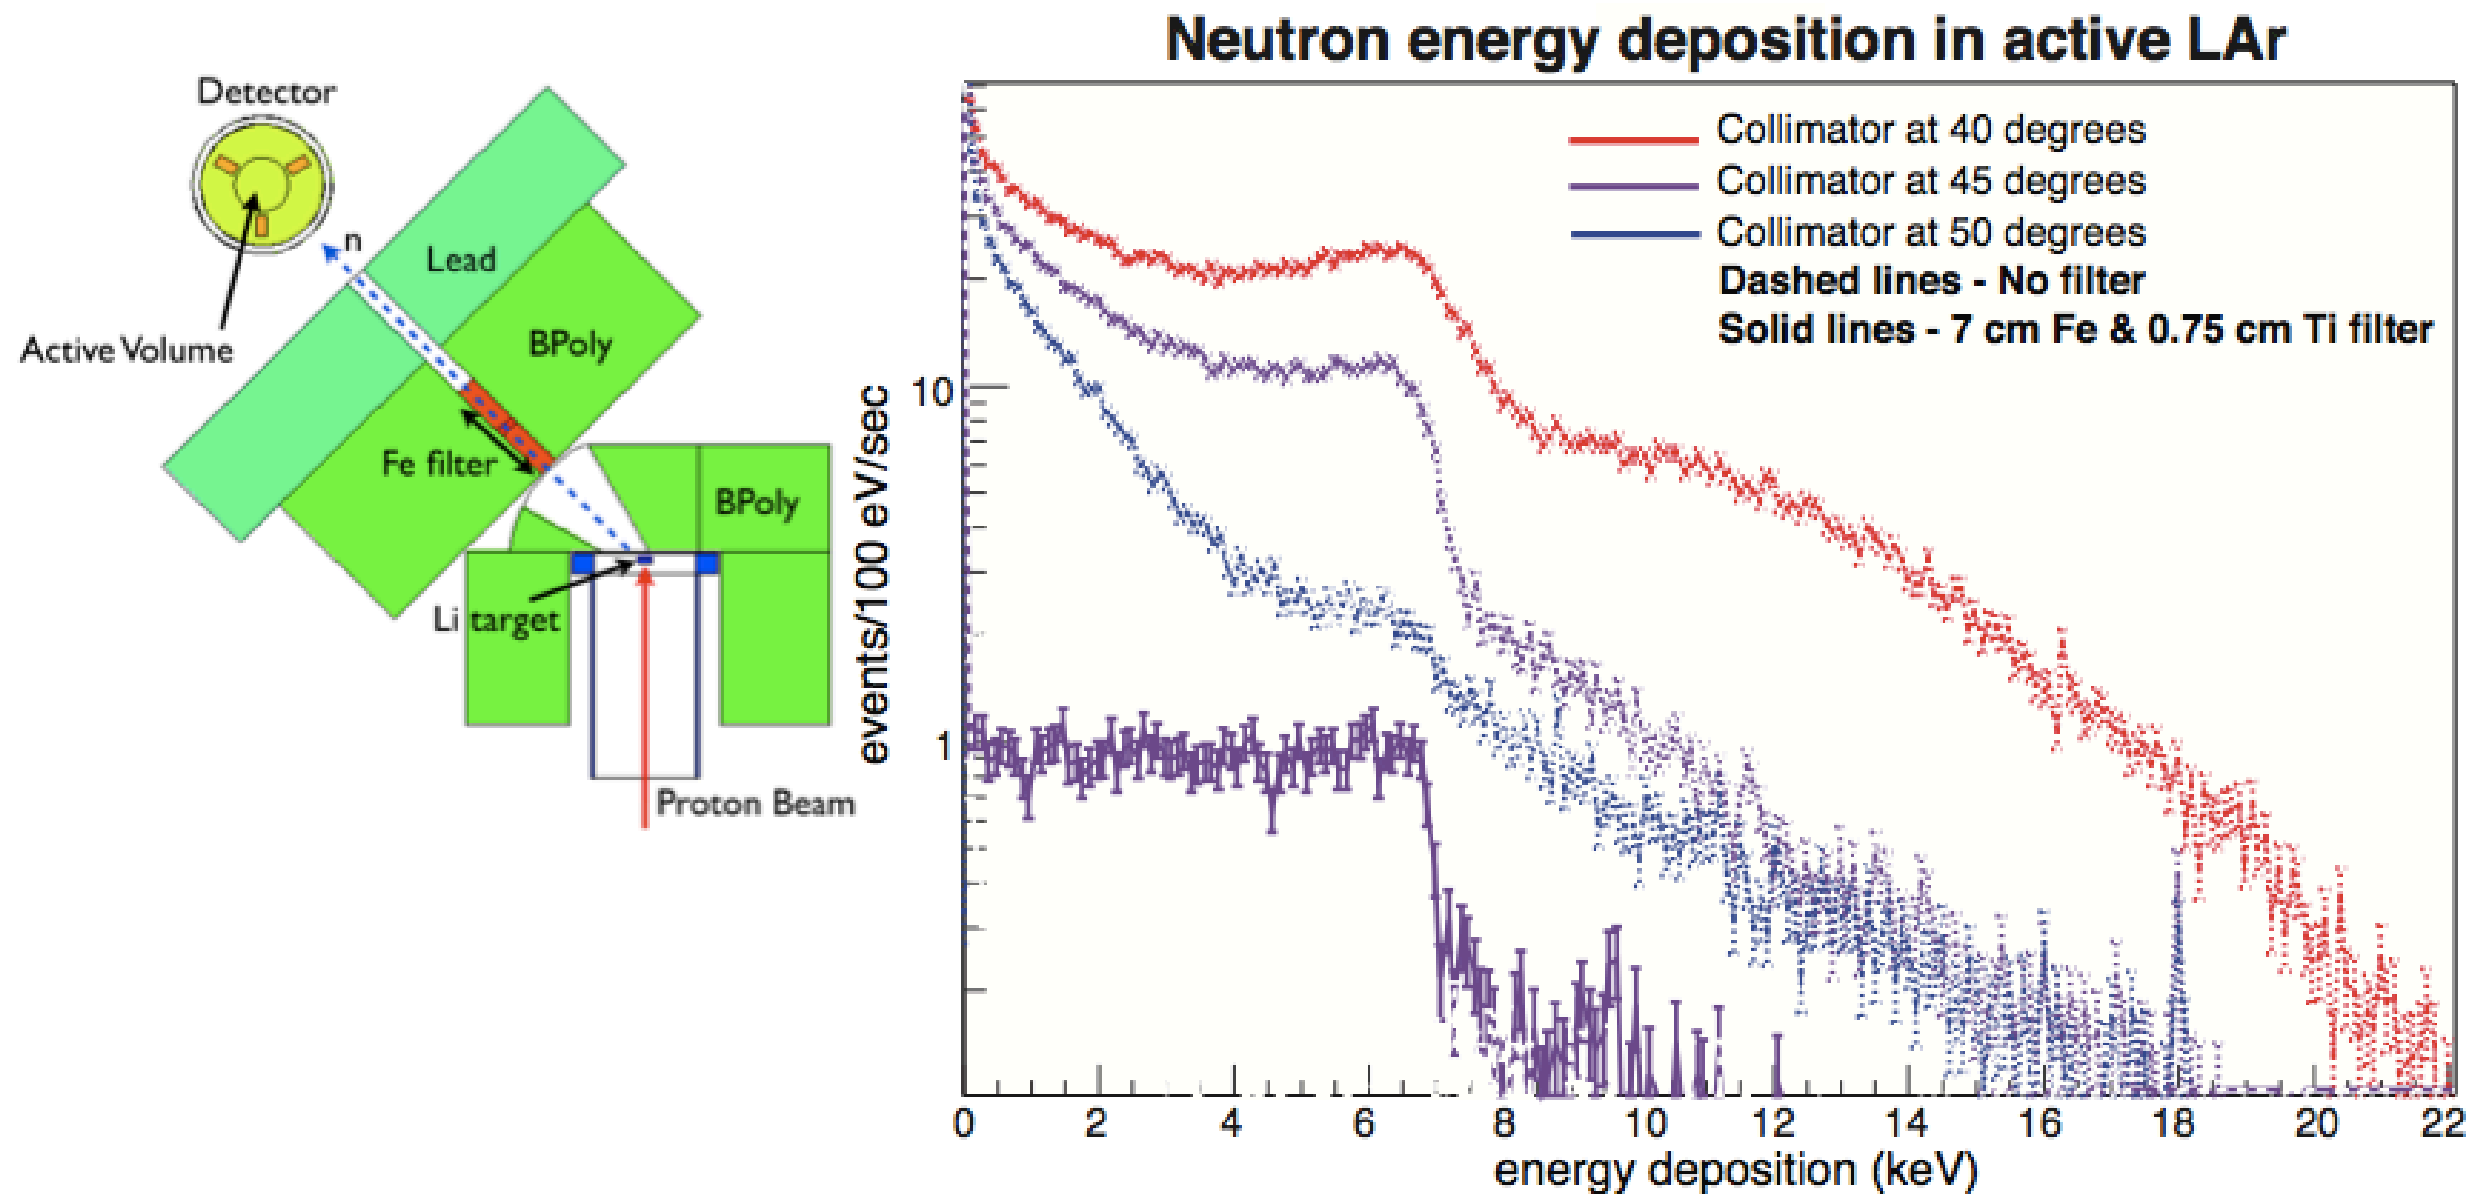 Detector
n
Lead
Active Volume
BPoly
Fe filter
BPoly
Li target
Proton Beam
Neutron energy deposition in active LAr
Collimator at 40 degrees
Collimator at 45 degrees
Collimator at 50 degrees
Dashed lines - No filter
Solid lines - 7 cm Fe & 0.75 cm Ti filter
events/100 eV/sec
10
1
0 2 4 6 8 10 12 14 16 18 20 22
energy deposition (keV)